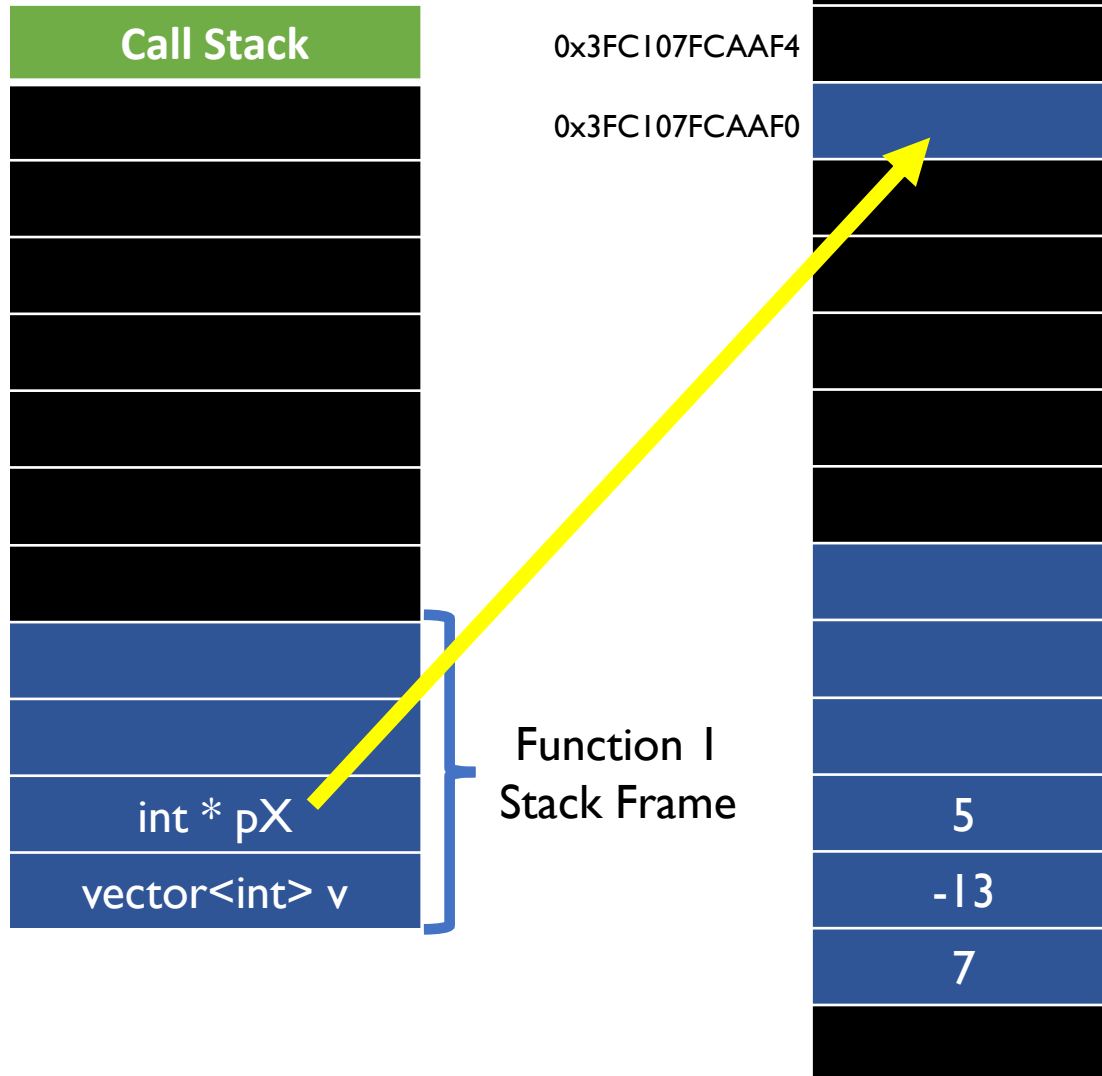 Call Stack
0x3FC107FCAAF4
0x3FC107FCAAF0
Function 1
Stack Frame
int * pX
vector<int> v
5
-13
7